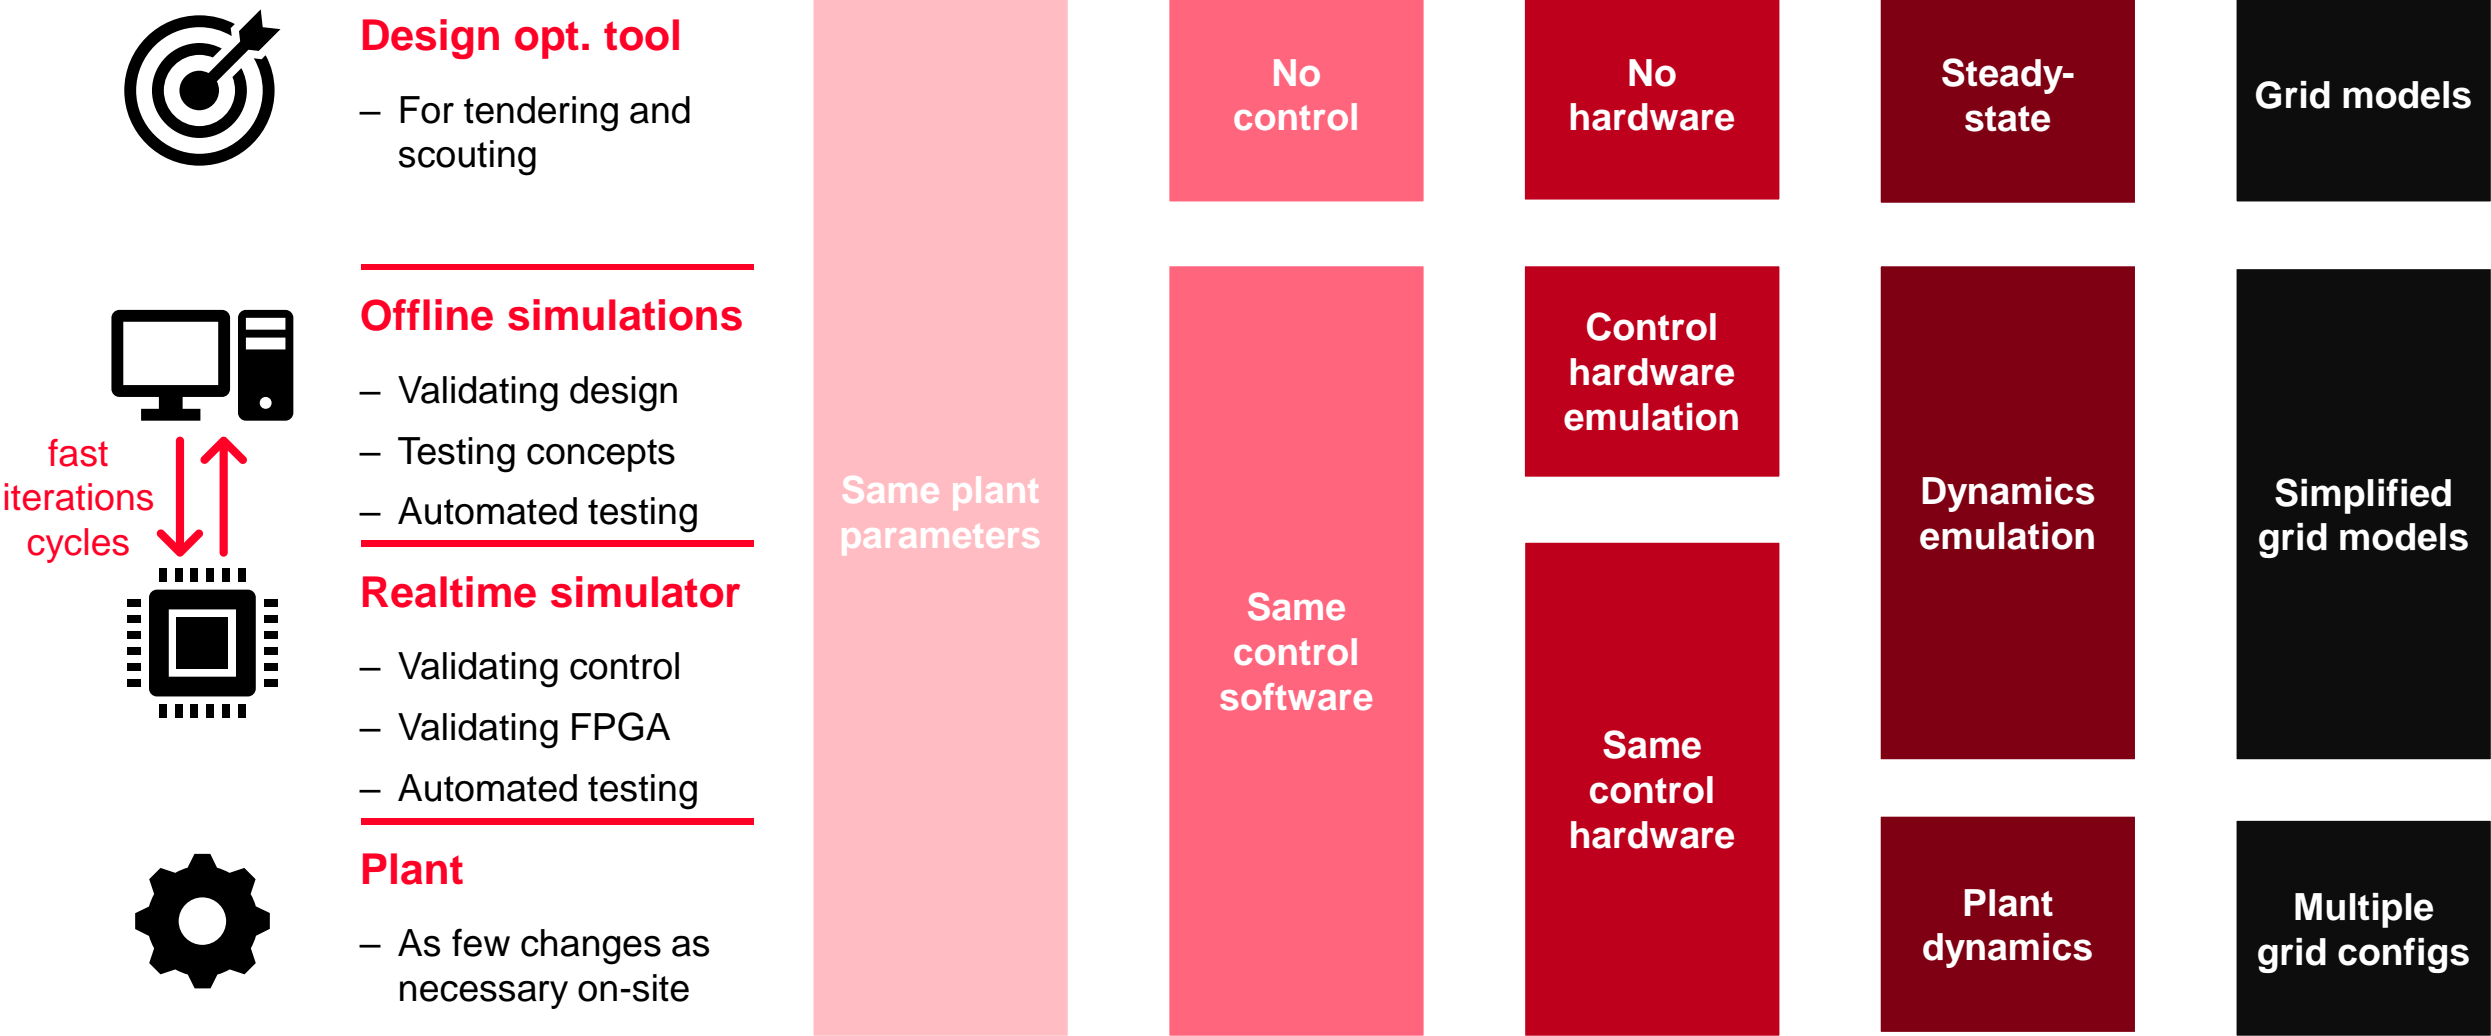 Design opt. tool
– For tendering and
scouting
No
control
No
hardware
Steady-
state
Grid models
Offline simulations
– Validating design
– Testing concepts
– Automated testing
fast
iterations
cycles
Control
hardware
emulation
Same plant
parameters
Dynamics
emulation
Simplified
grid models
Realtime simulator
– Validating control
– Validating FPGA
– Automated testing
Same
control
software
Same
control
hardware
Plant
– As few changes as
necessary on-site
Plant
dynamics
Multiple
grid configs